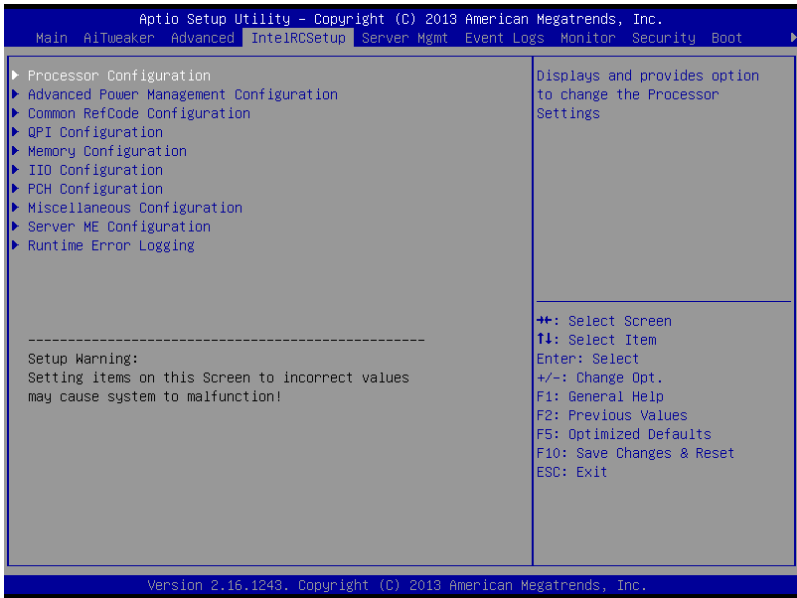 Aptio Setup Utility – Copyright (C) 2013 American Megatrends, Inc.
Main AiTweaker Advanced IntelRCSetup Server Mgmt Event Logs Monitor Security Boot
Processor Configuration
Advanced Power Management Configuration
Common RefCode Configuration
QPI Configuration
Memory Configuration
IIO Configuration
PCH Configuration
Miscellaneous Configuration
Server ME Configuration
Runtime Error Logging
--------------------------------------------------
Setup Warning:
Setting items on this Screen to incorrect values
may cause system to malfunction!
Displays and provides option
to change the Processor
Settings
→←: Select Screen
↑↓: Select Item
Enter: Select
+/-: Change Opt.
F1: General Help
F2: Previous Values
F5: Optimized Defaults
F10: Save Changes & Reset
ESC: Exit
Version 2.16.1243. Copyright (C) 2013 American Megatrends, Inc.